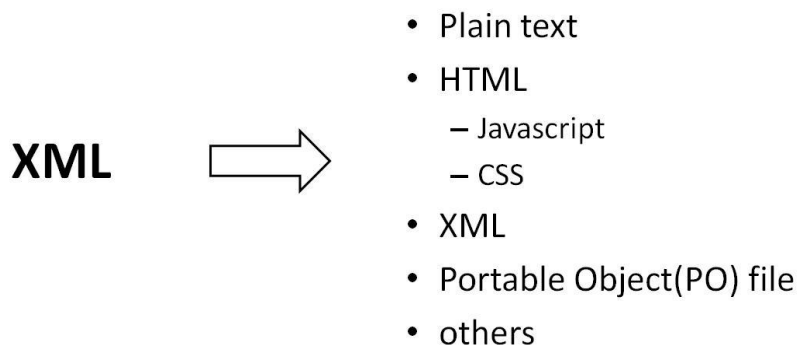 XML
• Plain text
• HTML
– Javascript
– CSS
• XML
• Portable Object(PO) file
• others